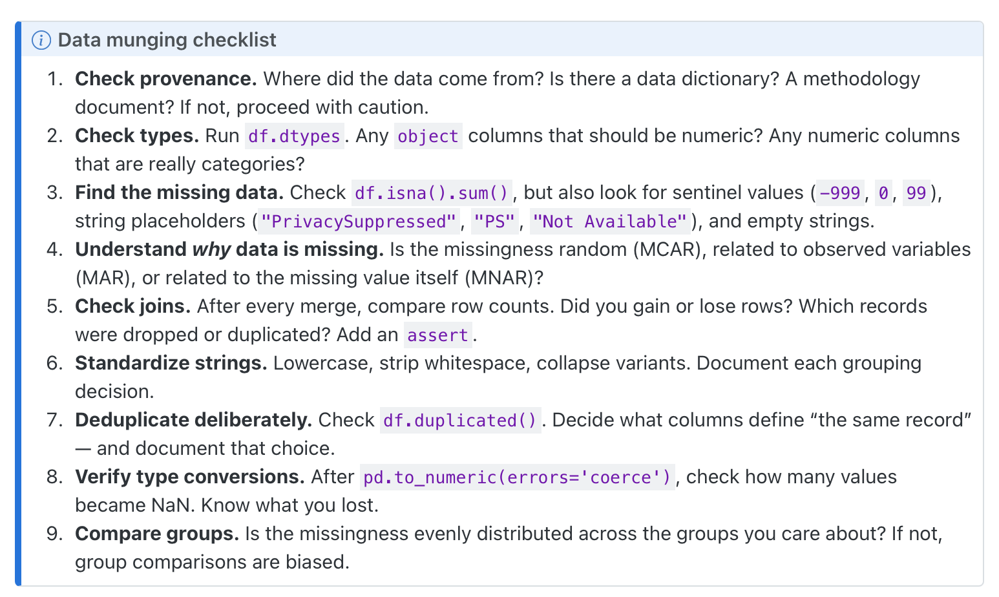 Data munging checklist
1. Check provenance. Where did the data come from? Is there a data dictionary? A methodology
document? If not, proceed with caution.
2. Check types. Run df.dtypes. Any object columns that should be numeric? Any numeric columns
that are really categories?
3. Find the missing data. Check df.isna().sum(), but also look for sentinel values (-999, 0, 99),
string placeholders ("PrivacySuppressed", "PS", "Not Available"), and empty strings.
4. Understand why data is missing. Is the missingness random (MCAR), related to observed variables
(MAR), or related to the missing value itself (MNAR)?
5. Check joins. After every merge, compare row counts. Did you gain or lose rows? Which records
were dropped or duplicated? Add an assert.
6. Standardize strings. Lowercase, strip whitespace, collapse variants. Document each grouping
decision.
7. Deduplicate deliberately. Check df.duplicated(). Decide what columns define “the same record”
— and document that choice.
8. Verify type conversions. After pd.to_numeric(errors='coerce'), check how many values
became NaN. Know what you lost.
9. Compare groups. Is the missingness evenly distributed across the groups you care about? If not,
group comparisons are biased.